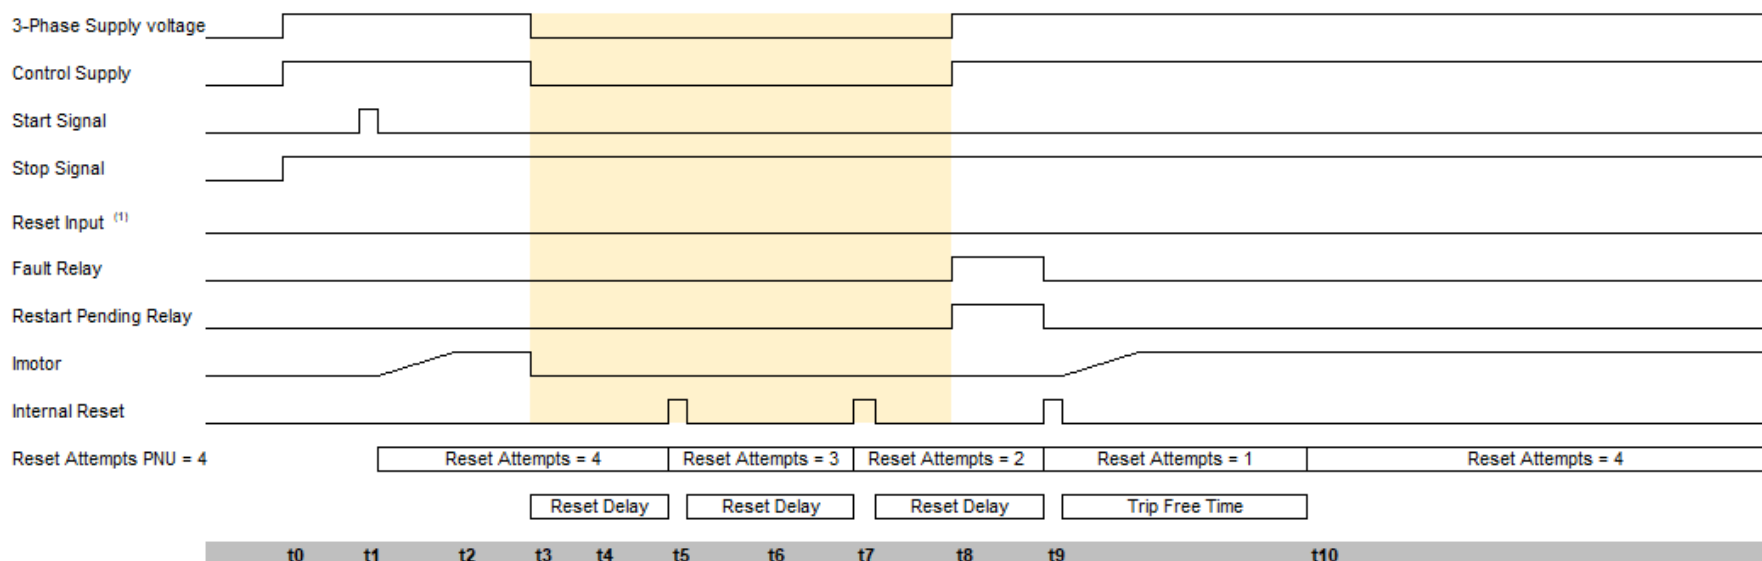 3-Phase Supply voltage
Control Supply
Start Signal
Stop Signal
Reset Input (1)
Fault Relay
Restart Pending Relay
Imotor
Internal Reset
Reset Attempts PNU = 4 Reset Attempts = 4 Reset Attempts = 3 Reset Attempts = 2 Reset Attempts = 1 Reset Attempts = 4
Reset Delay Reset Delay Reset Delay Trip Free Time
t0 t1 t2 t3 t4 t5 t6 t7 t8 t9 t10